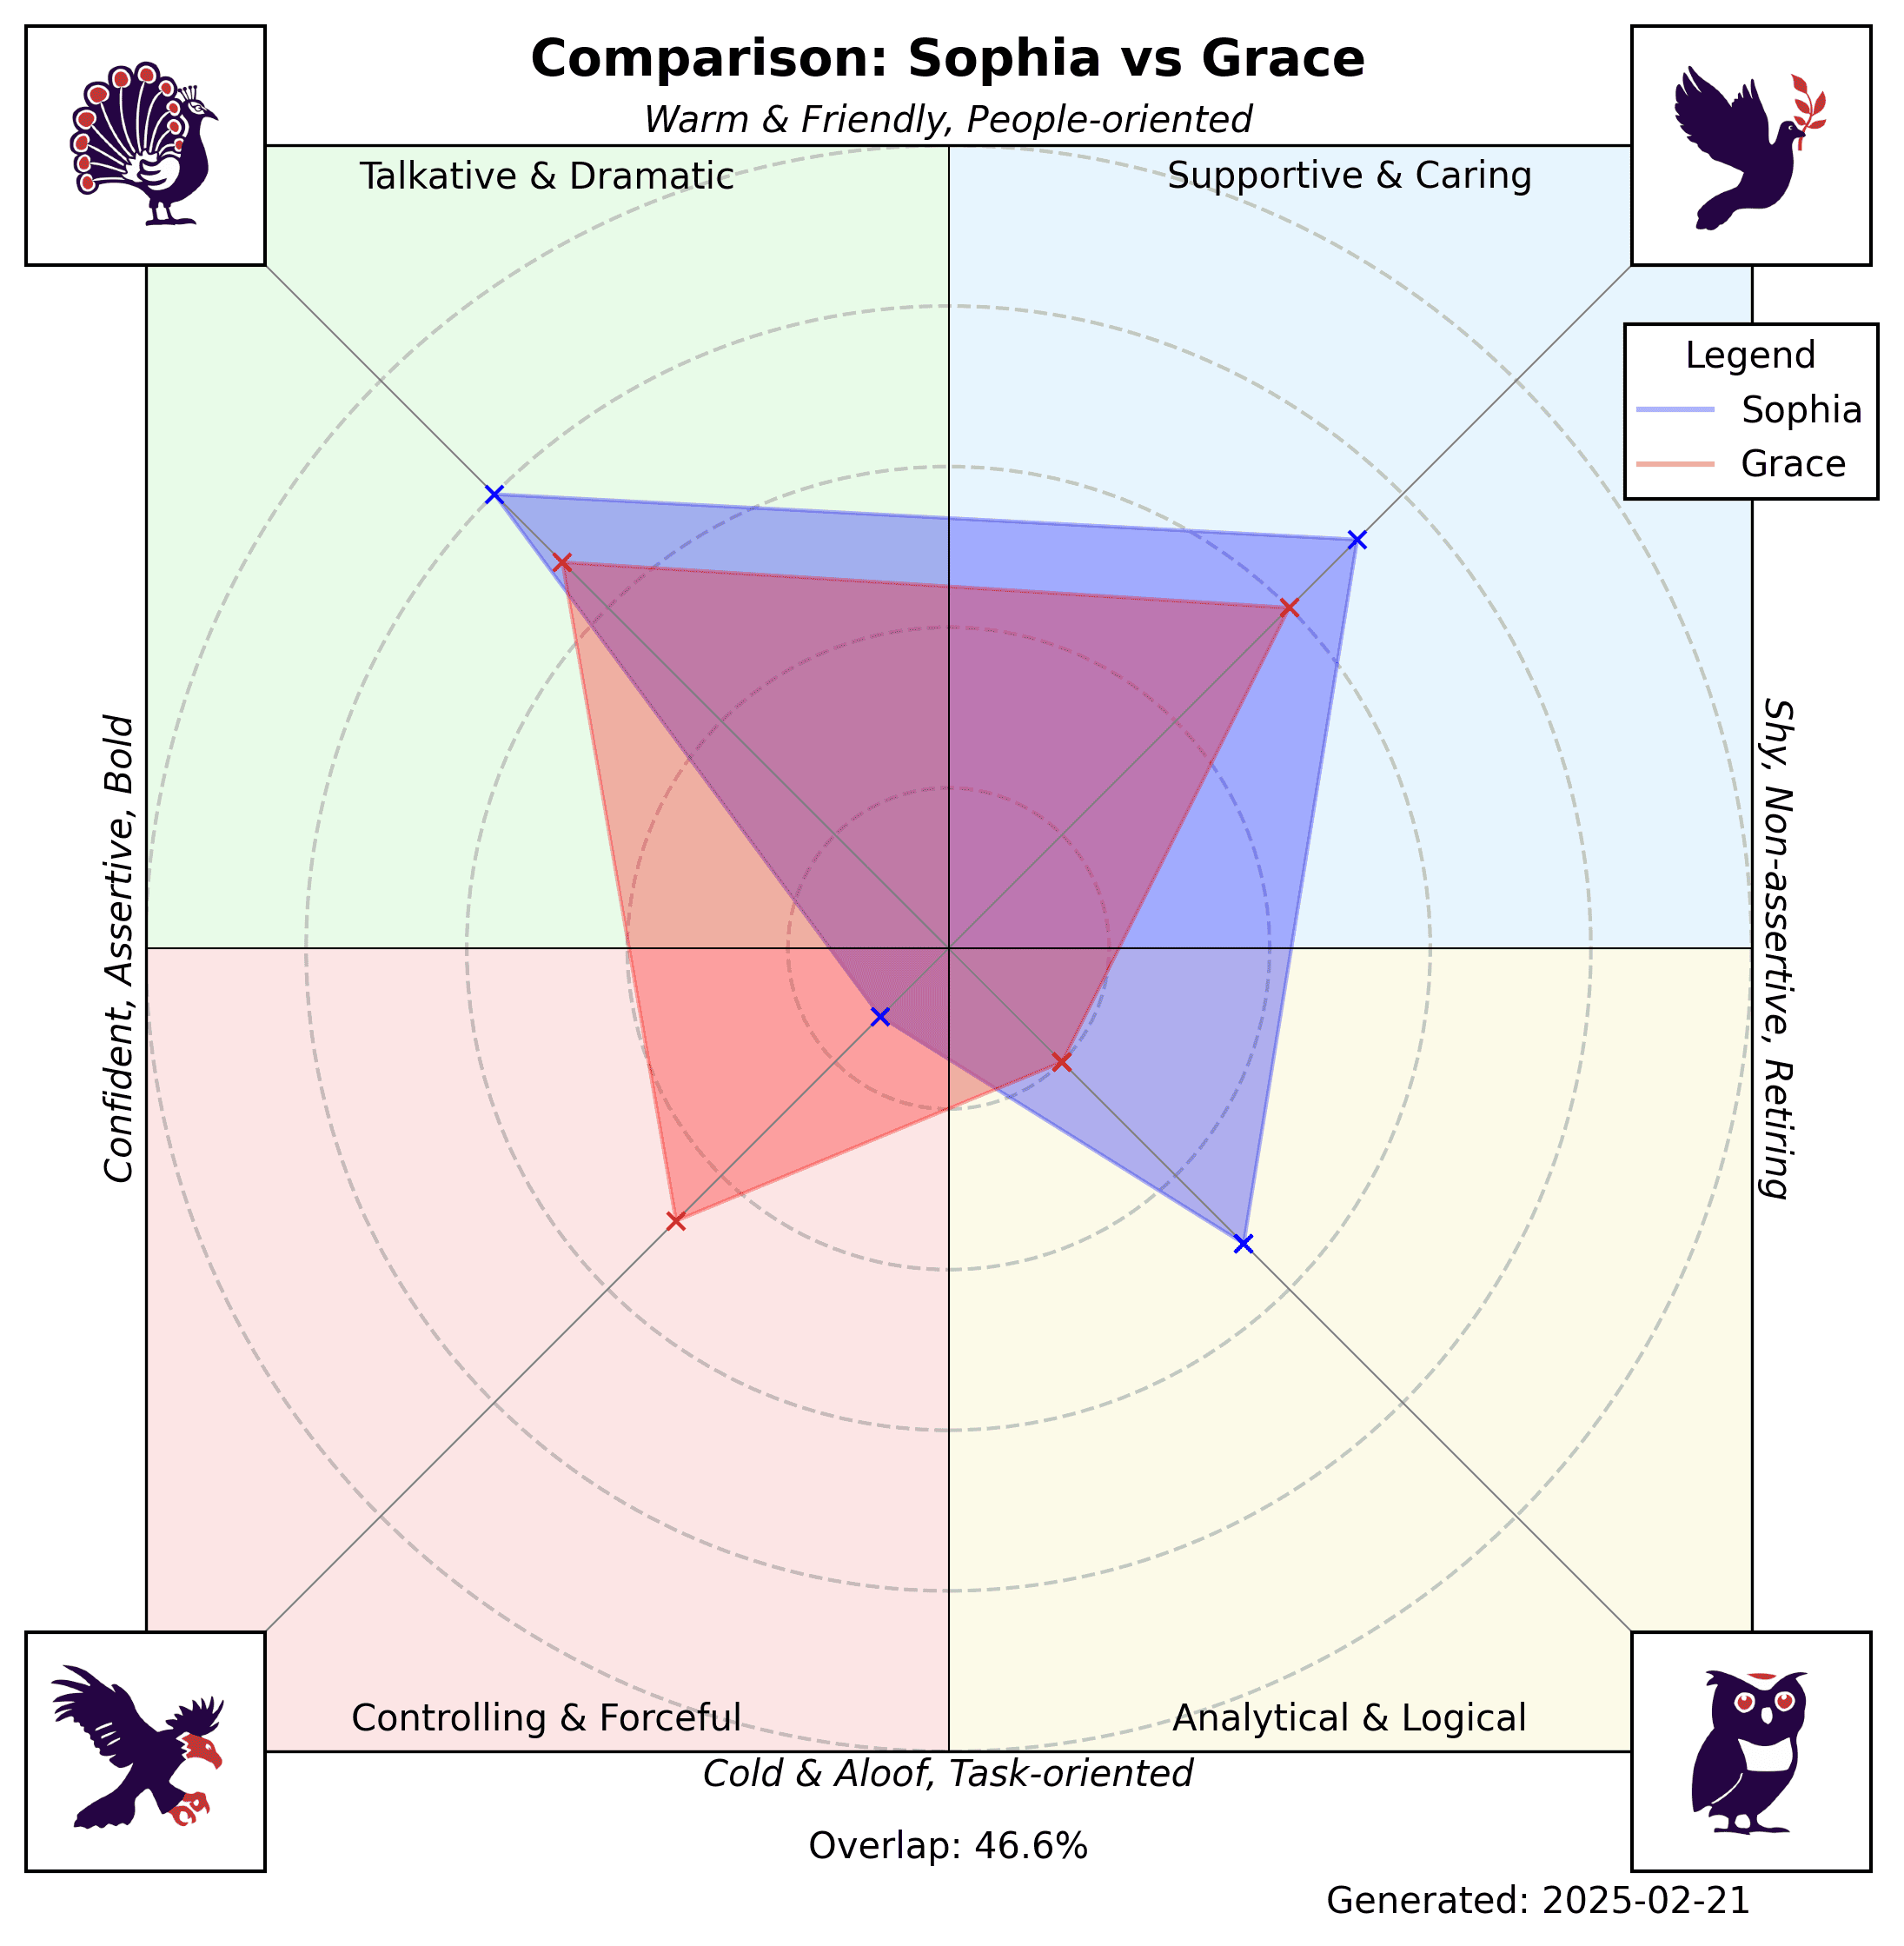 Comparison: Sophia vs Grace
Warm & Friendly, People-oriented
Talkative & Dramatic
Supportive & Caring
Legend
Sophia
Grace
Confident, Assertive, Bold
Shy, Non-assertive, Retiring
Controlling & Forceful
Analytical & Logical
Cold & Aloof, Task-oriented
Overlap: 46.6%
Generated: 2025-02-21